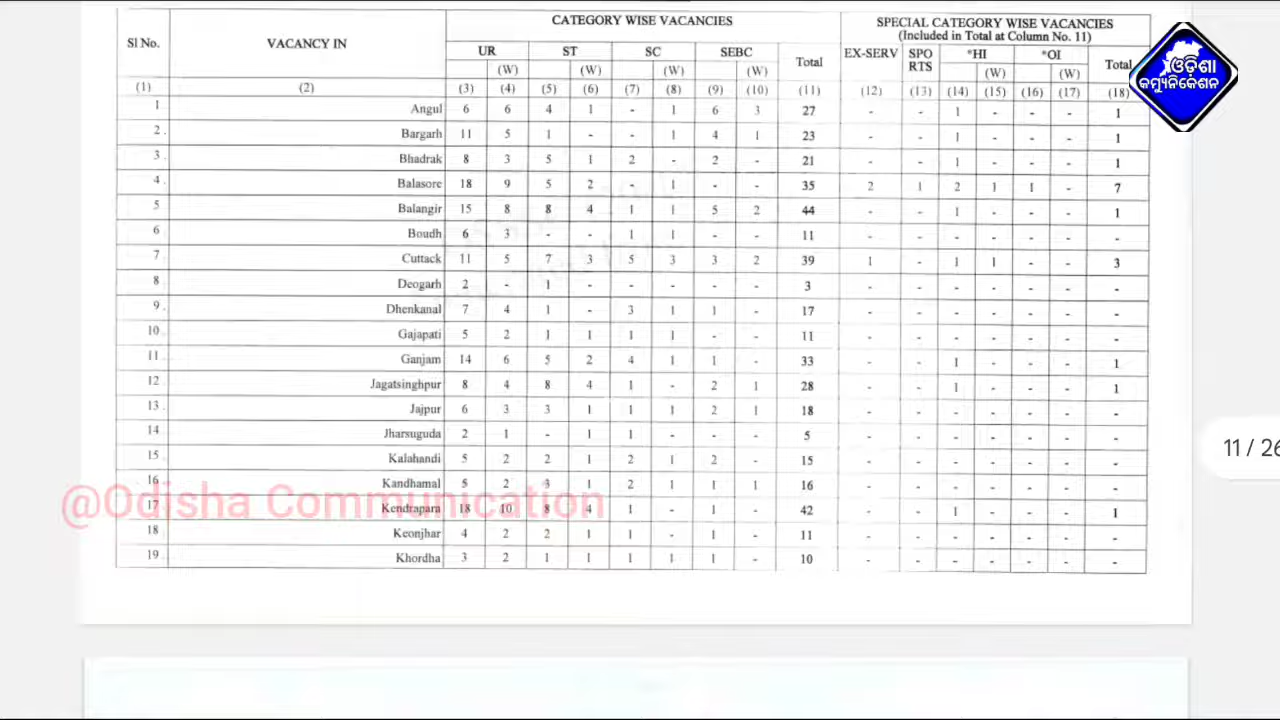 CATEGORY WISE VACANCIES
SPECIAL CATEGORY WISE VACANCIES
(Included in Total at Column No. 11)
Sl No. VACANCY IN UR ST SC SEBC Total EX-SERV SPO RTS *HI *OI Total
(W) (W) (W) (W) (W) (W)
(1) (2) (3) (4) (5) (6) (7) (8) (9) (10) (11) (12) (13) (14) (15) (16) (17) (18)
1 Angul 6 6 4 1 - 1 6 3 27 - - 1 - - - 1
2. Bargarh 11 5 1 - - 1 4 1 23 - - 1 - - - 1
3. Bhadrak 8 3 5 1 2 - 2 - 21 - - 1 - - - 1
4. Balasore 18 9 5 2 - 1 - - 35 2 1 2 1 1 - 7
5 Balangir 15 8 8 4 1 1 5 2 44 - - 1 - - - 1
6 Boudh 6 3 - - 1 1 - - 11 - - - - - - -
7 Cuttack 11 5 7 3 5 3 3 2 39 1 - 1 1 - - 3
8 Deogarh 2 - 1 - - - - - 3 - - - - - - -
9. Dhenkanal 7 4 1 - 3 1 1 - 17 - - - - - - -
10. Gajapati 5 2 1 1 1 1 - - 11 - - - - - - -
11. Ganjam 14 6 5 2 4 1 1 - 33 - - 1 - - - 1
12. Jagatsinghpur 8 4 8 4 1 - 2 1 28 - - 1 - - - 1
13. Jajpur 6 3 3 1 1 1 2 1 18 - - - - - - -
14 Jharsuguda 2 1 - 1 1 - - - 5 - - - - - - -
15. Kalahandi 5 2 2 1 2 1 2 - 15 - - - - - - -
16 Kandhamal 5 2 3 1 2 1 1 1 16 - - - - - - -
17 Kendrapara 18 10 8 4 1 - 1 - 42 - - 1 - - - 1
18 Keonjhar 4 2 2 1 1 - 1 - 11 - - - - - - -
19. Khordha 3 2 1 1 1 1 1 - 10 - - - - - - -
@Odisha Communication
ଓଡ଼ିଶା
କମ୍ୟୁନିକେଶନ
11 / 26